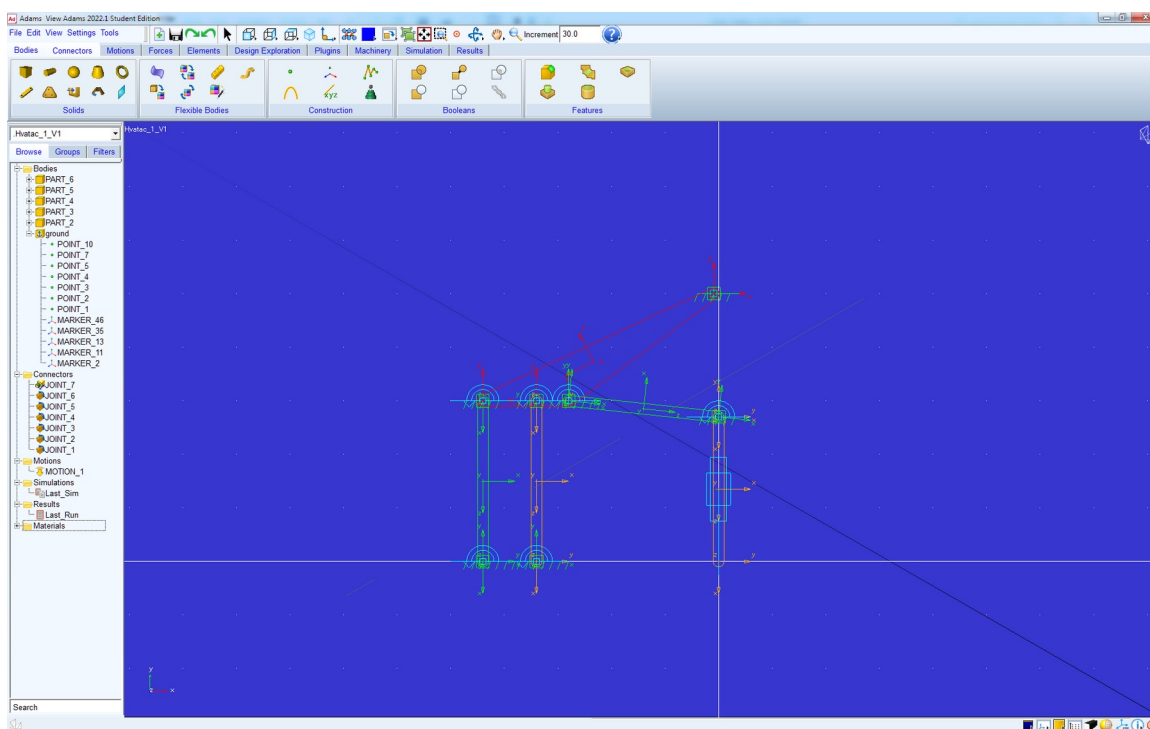 Adams View Adams 2022.1 Student Edition
File Edit View Settings Tools
Increment 30.0
Bodies Connectors Motions Forces Elements Design Exploration Plugins Machinery Simulation Results
Solids Flexible Bodies Construction Booleans Features
.Hvatac_1_V1
Hvatac_1_V1
Browse Groups Filters
Bodies
PART_6
PART_5
PART_4
PART_3
PART_2
ground
POINT_10
POINT_7
POINT_5
POINT_4
POINT_3
POINT_2
POINT_1
MARKER_46
MARKER_35
MARKER_13
MARKER_11
MARKER_2
Connectors
JOINT_7
JOINT_6
JOINT_5
JOINT_4
JOINT_3
JOINT_2
JOINT_1
Motions
MOTION_1
Simulations
Last_Sim
Results
Last_Run
Materials
Search